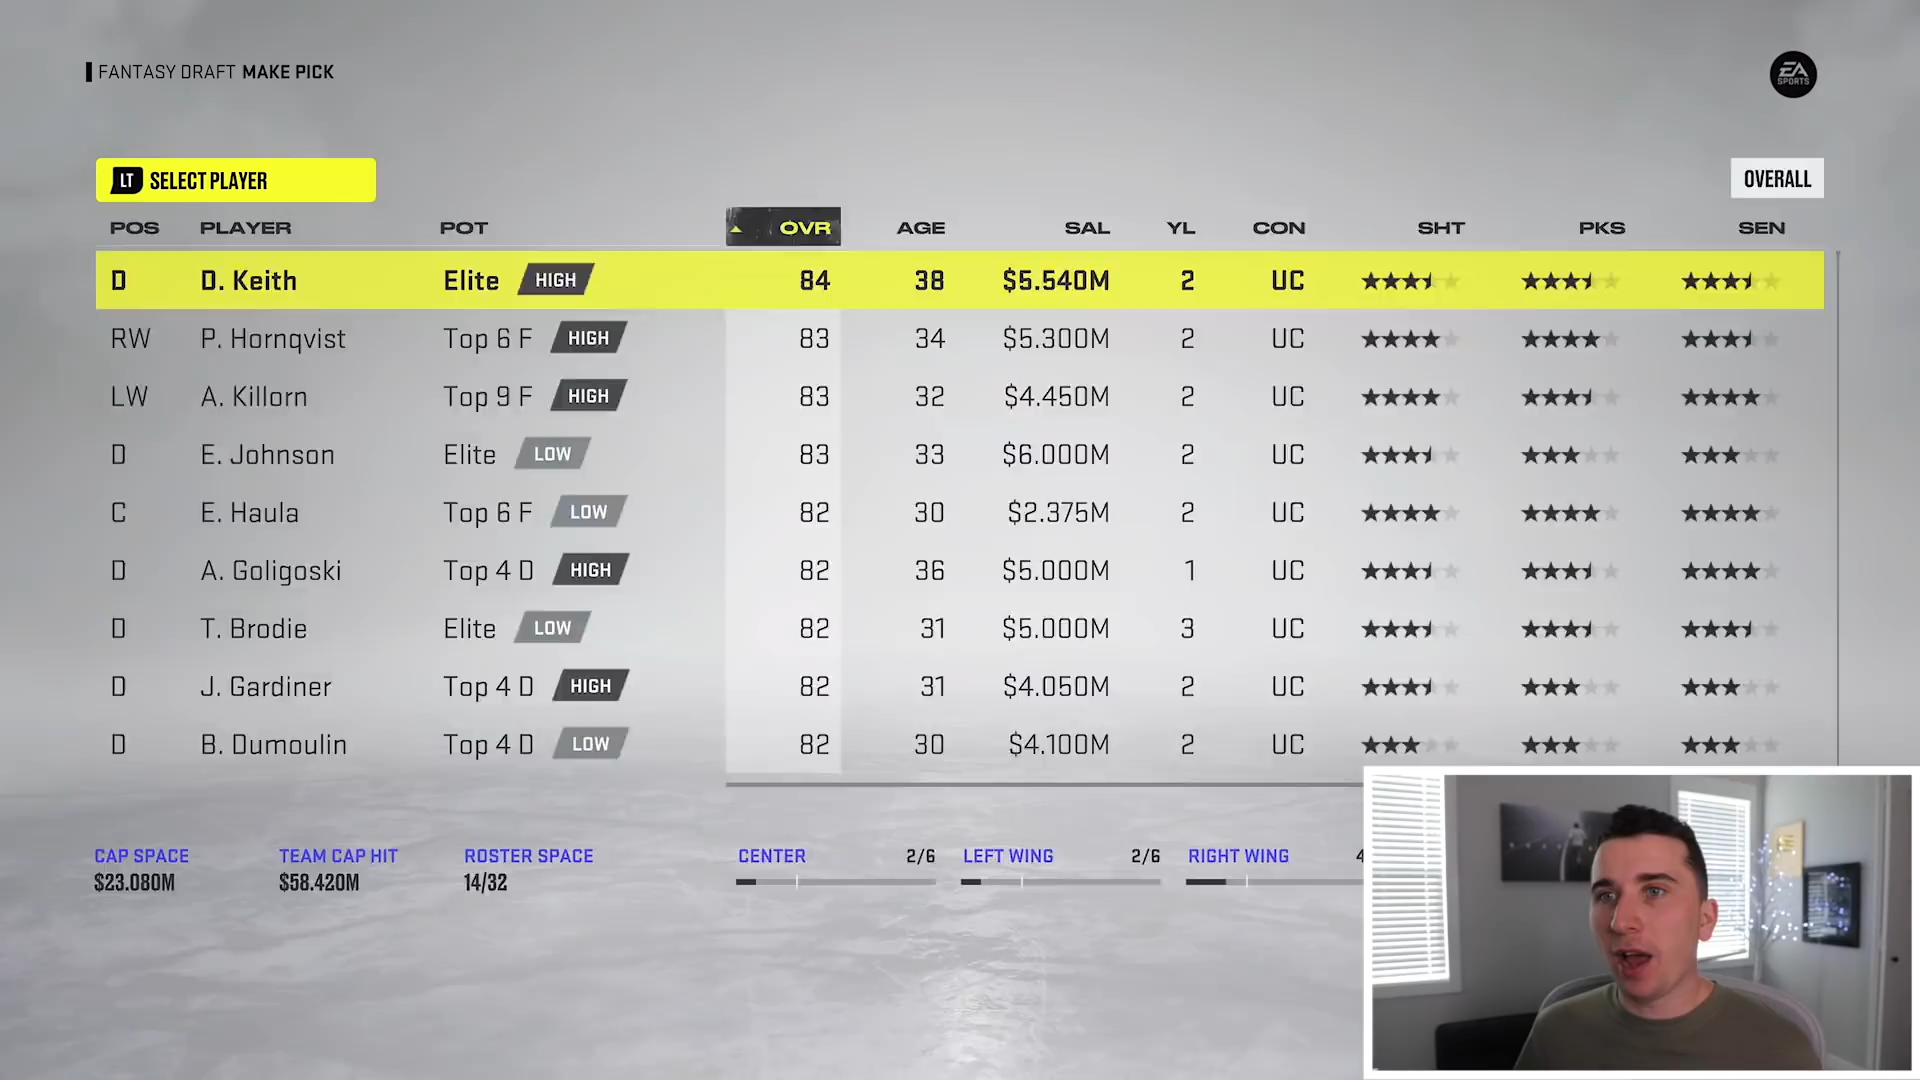 FANTASY DRAFT MAKE PICK
EA SPORTS
LT SELECT PLAYER
OVERALL
POS PLAYER POT OVR AGE SAL YL CON SHT PKS SEN
D D. Keith Elite HIGH 84 38 $5.540M 2 UC
RW P. Hornqvist Top 6 F HIGH 83 34 $5.300M 2 UC
LW A. Killorn Top 9 F HIGH 83 32 $4.450M 2 UC
D E. Johnson Elite LOW 83 33 $6.000M 2 UC
C E. Haula Top 6 F LOW 82 30 $2.375M 2 UC
D A. Goligoski Top 4 D HIGH 82 36 $5.000M 1 UC
D T. Brodie Elite LOW 82 31 $5.000M 3 UC
D J. Gardiner Top 4 D HIGH 82 31 $4.050M 2 UC
D B. Dumoulin Top 4 D LOW 82 30 $4.100M 2 UC
CAP SPACE TEAM CAP HIT ROSTER SPACE CENTER 2/6 LEFT WING 2/6 RIGHT WING 4
$23.080M $58.420M 14/32